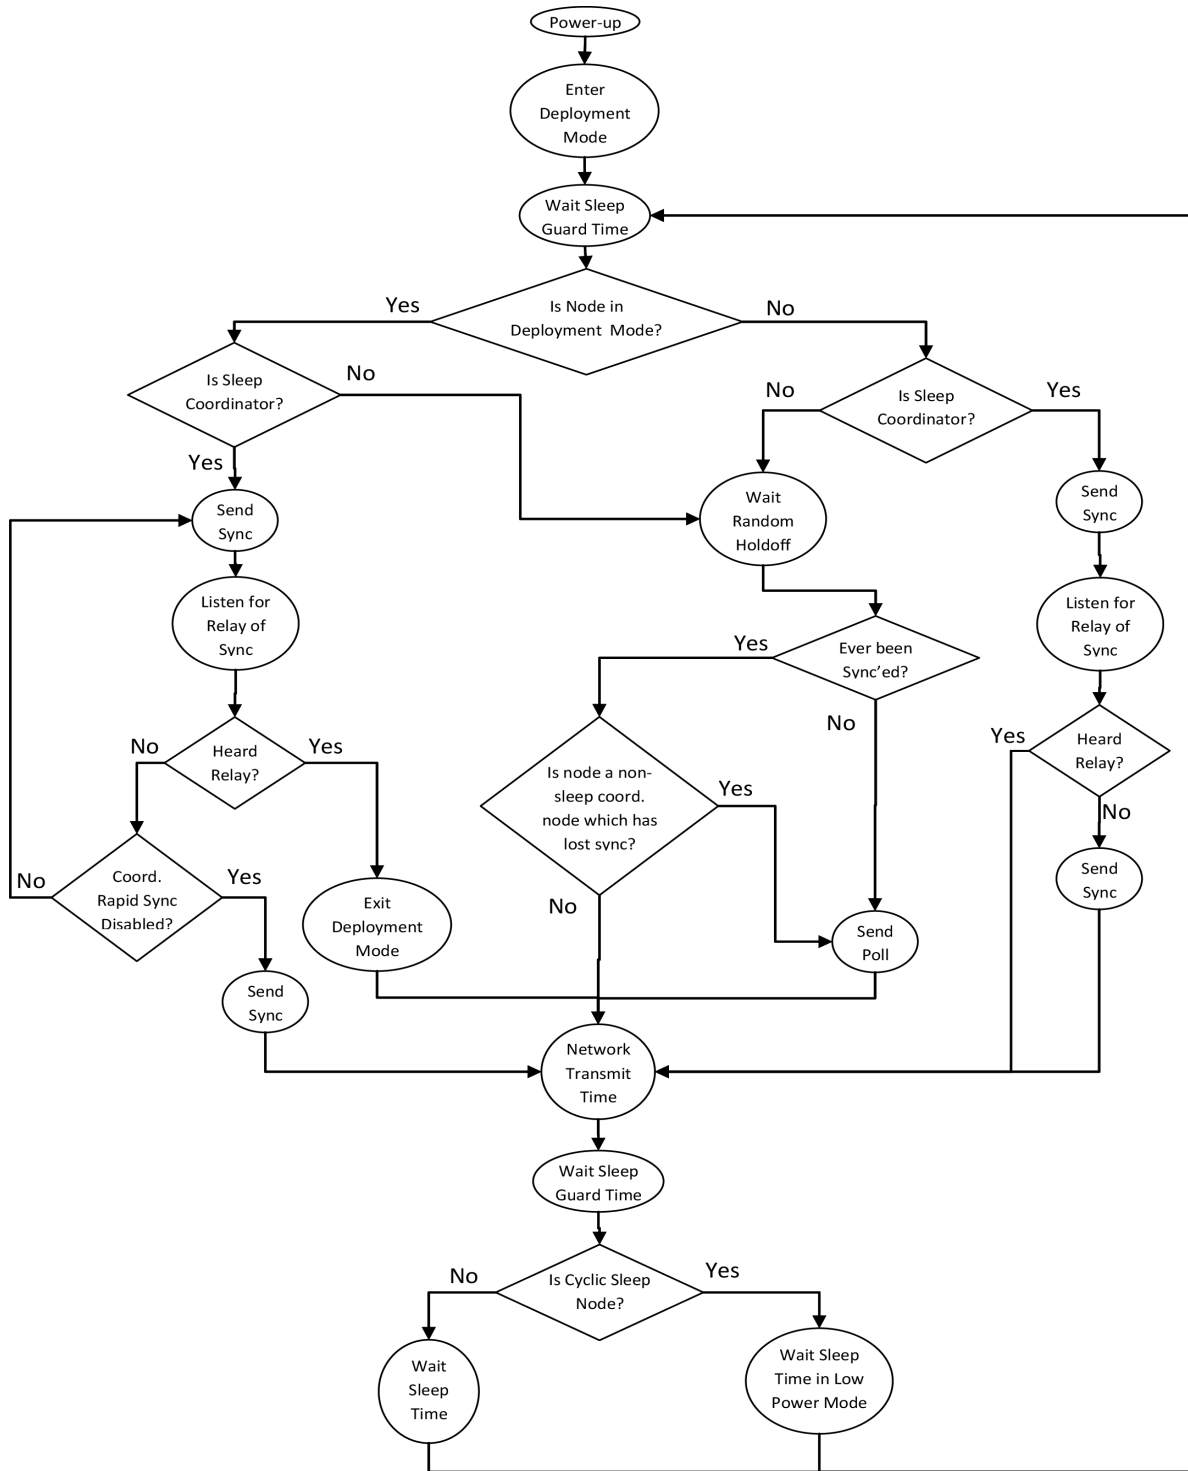 Power-up
Enter
Deployment
Mode
Wait Sleep
Guard Time
Is Node in
Deployment Mode?
Yes
No
Is Sleep
Coordinator?
No
Yes
Is Sleep
Coordinator?
No
Yes
Send
Sync
Wait
Random
Holdoff
Send
Sync
Listen for
Relay of
Sync
Listen for
Relay of
Sync
Ever been
Sync'ed?
Yes
No
Heard
Relay?
No
Yes
Is node a non-
sleep coord.
node which has
lost sync?
Yes
No
Heard
Relay?
Yes
No
Coord.
Rapid Sync
Disabled?
No
Yes
Exit
Deployment
Mode
Send
Poll
Send
Sync
Send
Sync
Network
Transmit
Time
Wait Sleep
Guard Time
Is Cyclic Sleep
Node?
No
Yes
Wait
Sleep
Time
Wait Sleep
Time in Low
Power Mode